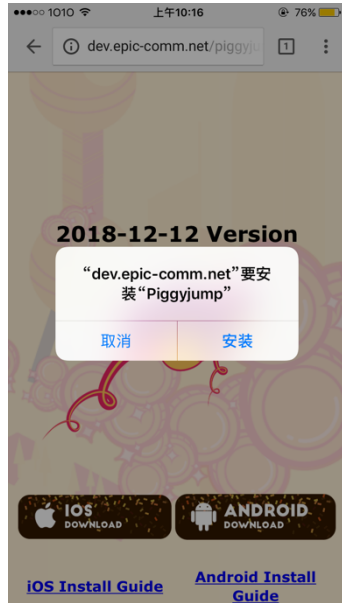 1010 上午10:16 76%
dev.epic-comm.net/piggyju
1
2018-12-12 Version
“dev.epic-comm.net”要安
装“Piggyjump”
取消 安装
IOS ANDROID
DOWNLOAD DOWNLOAD
iOS Install Guide Android Install
Guide